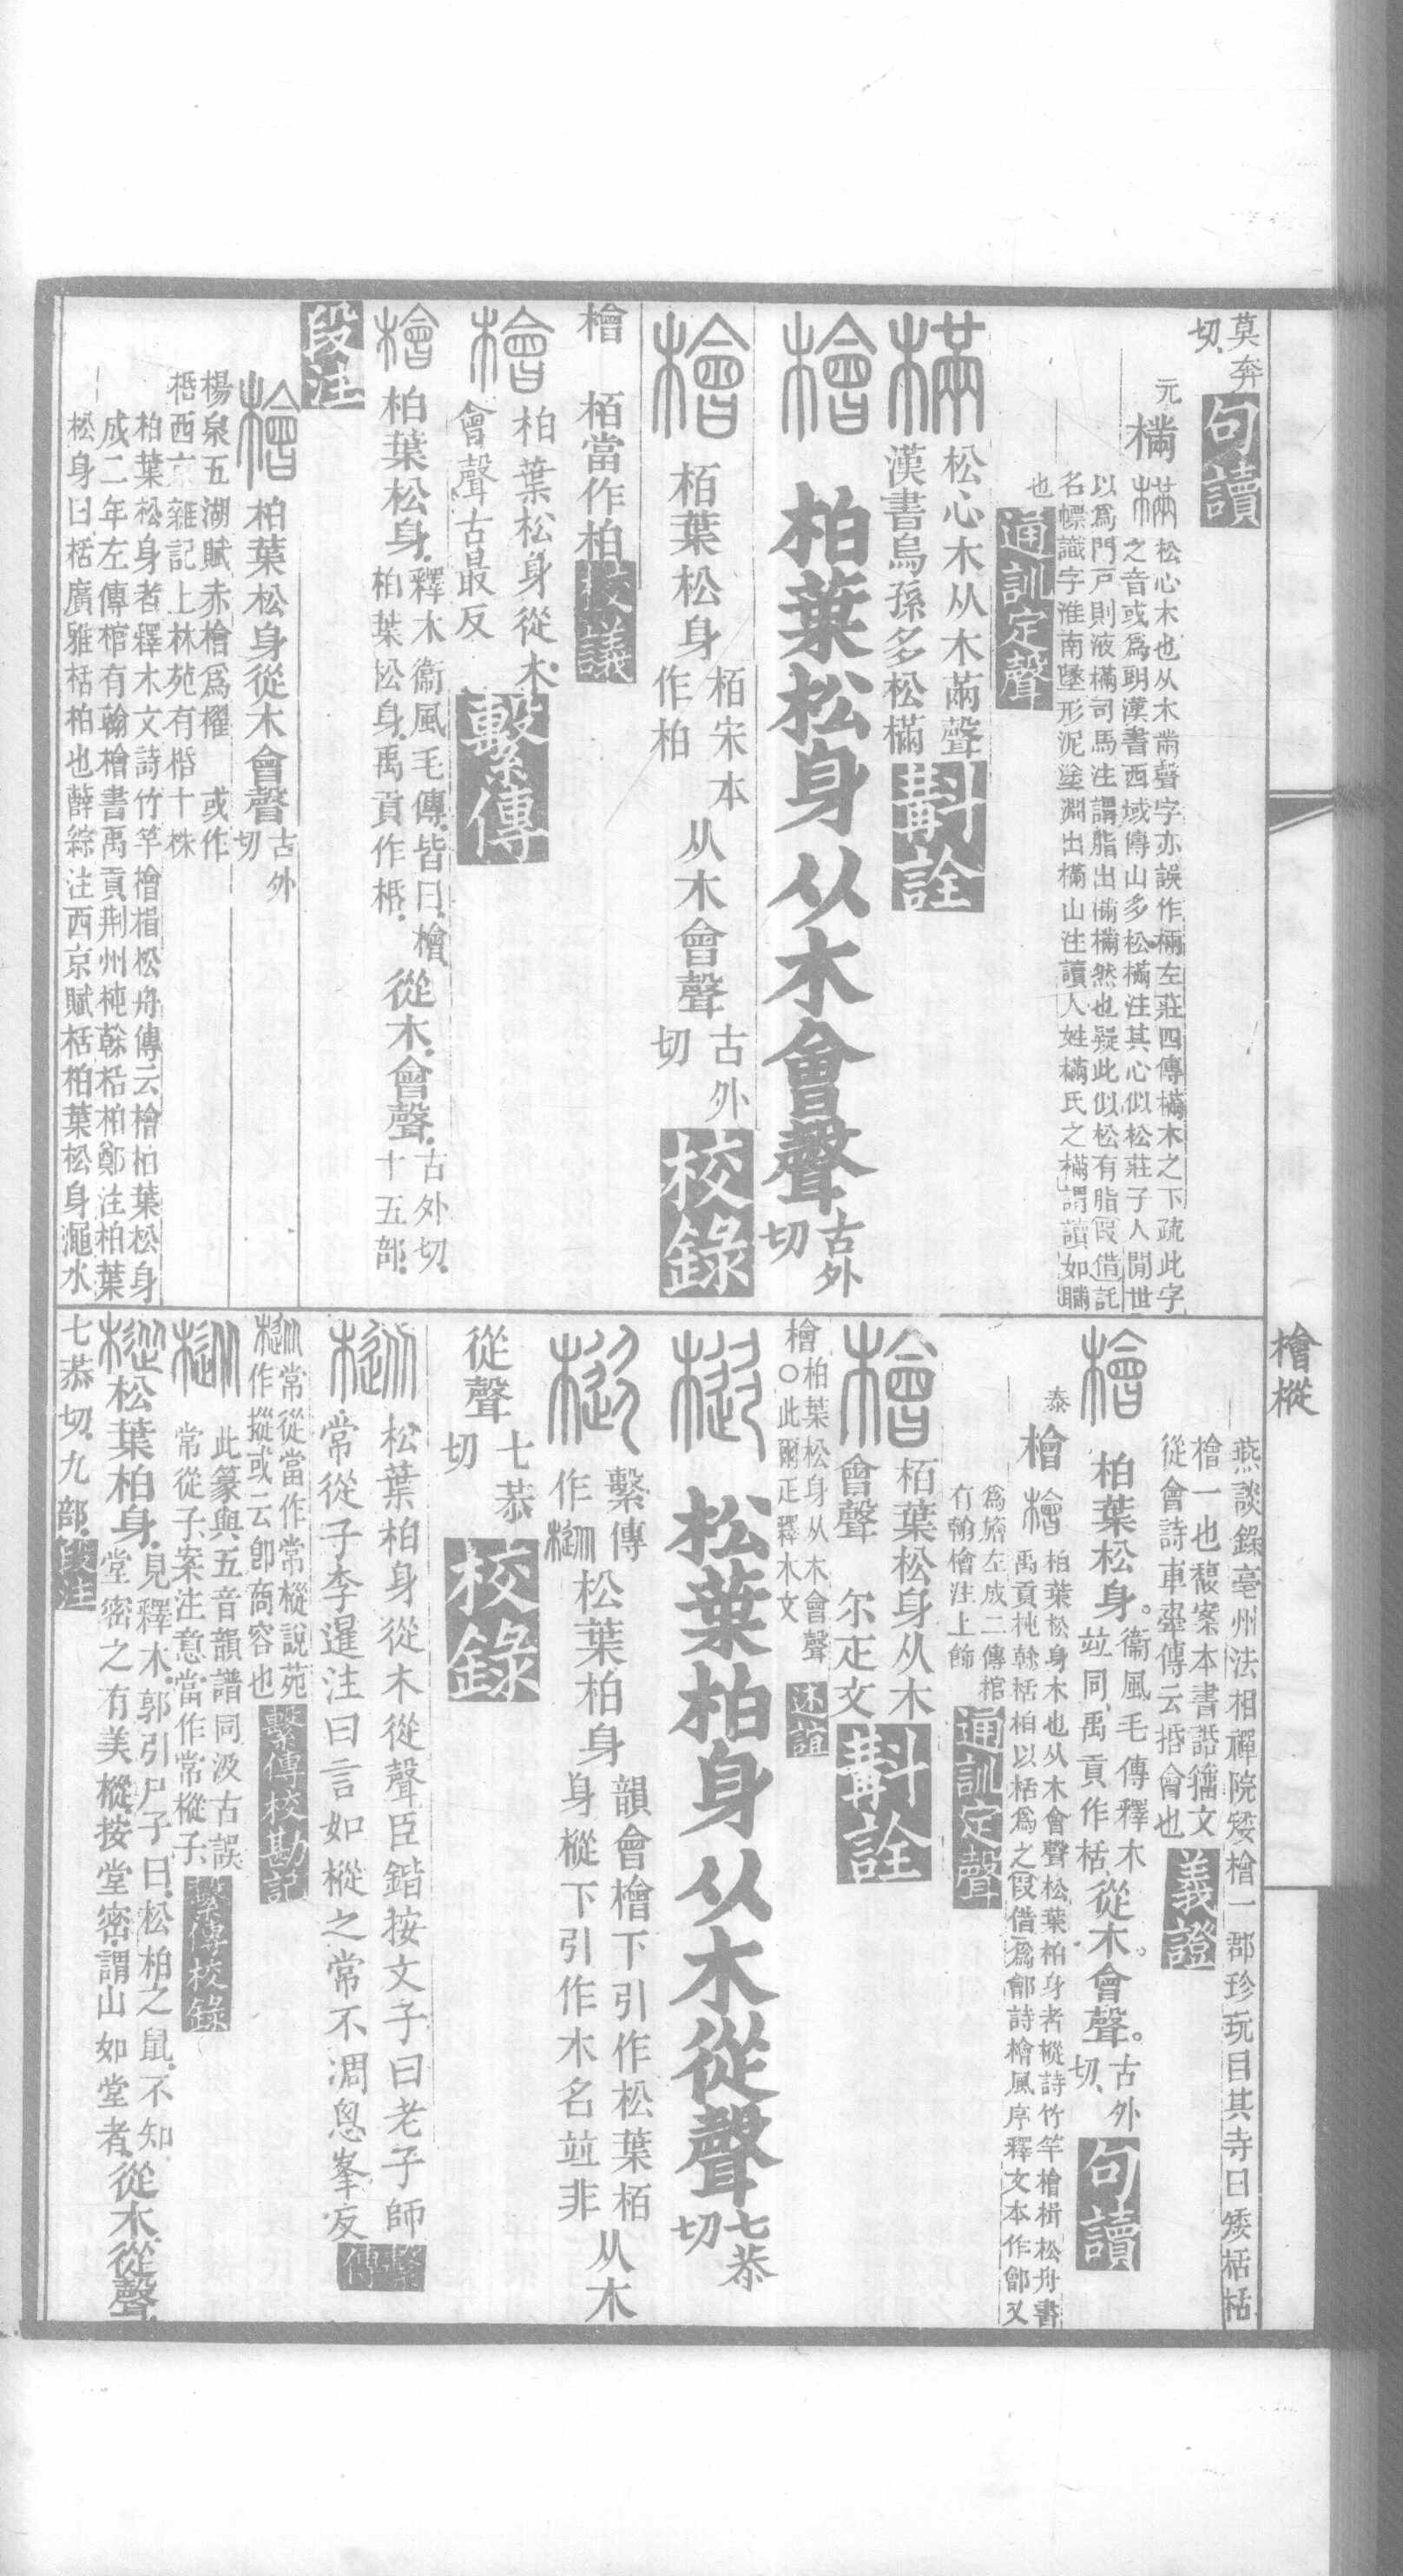 莫奔
切
句讀
元
樠
樠
松心木也从木㒼聲字亦誤作樠左莊四傳樠木之下疏此字
之音或爲朗漢書西域傳山多松樠注其心似松莊子人閒世
以爲門戸則液樠司馬注謂脂出樠樠然也疑此似松有脂叚借託
名幖識字淮南墜形泥塗淵出樠山注讀人姓樠氏之樠謂讀如瞞
也
通訓定聲
樠
松心木从木㒼聲
漢書烏孫多松樠
斠詮
檜
柏葉松身从木會聲
古外
切
檜
栢葉松身
栢宋本
作柏
从木會聲
古外
切
校錄
檜
栢當作柏
校議
檜
柏葉松身從木
會聲古最反
繫傳
檜
柏葉松身
釋木衞風毛傳皆曰檜
柏葉松身禹貢作栝
從木會聲
古外切
十五部
段注
檜
柏葉松身從木會聲
古外
切
楊泉五湖賦赤檜爲櫂 或作
栝西京雜記上林苑有栝十株
柏葉松身者釋木文詩竹竿檜楫松舟傳云檜柏葉松身
成二年左傳棺有翰檜書禹貢荆州杶榦栝柏鄭注柏葉
松身曰栝廣雅栝柏也薛綜注西京賦栝柏葉松身澠水
檜樅
燕談錄亳州法相禪院矮檜一郡珍玩目其寺曰矮栝栝
檜一也馥案本書話籀文
從會詩車舝傳云括會也
義證
檜
柏葉松身
衞風毛傳釋木
竝同禹貢作栝
從木會聲
古外
切
句讀
泰
檜
檜
柏葉松身木也从木會聲松葉柏身者樅詩竹竿檜楫松舟書
禹貢杶榦栝柏以栝爲之叚借爲鄶詩檜風序釋文本作鄶又
爲旝左成二傳棺
有翰檜注上飾
通訓定聲
檜
栢葉松身从木
會聲 尔疋文
斠詮
檜
柏葉松身从木會聲
○此爾正釋木文
述誼
樅
松葉柏身从木從聲
七恭
切
樅
繫傳
作樅
松葉柏身
韻會檜下引作松葉栢
身樅下引作木名竝非
从木
從聲
七恭
切
校錄
樅
松葉柏身從木從聲臣鍇按文子曰老子師
常從子李暹注曰言如樅之常不凋悤峯反
繫傳
樅
常從當作常樅說苑
作摐或云卽商容也
繫傳校勘記
樅
此篆與五音韻譜同汲古誤
常從子案注意當作常樅子
繫傳校錄
樅
松葉柏身
見釋木郭引尸子曰松柏之鼠不知
堂密之有美樅按堂密謂山如堂者
從木從聲
七恭切九部
段注